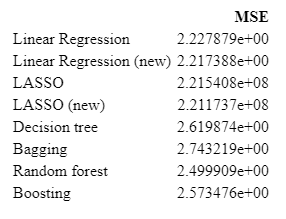 MSE
Linear Regression 2.227879e+00
Linear Regression (new) 2.217388e+00
LASSO 2.215408e+08
LASSO (new) 2.211737e+08
Decision tree 2.619874e+00
Bagging 2.743219e+00
Random forest 2.499909e+00
Boosting 2.573476e+00